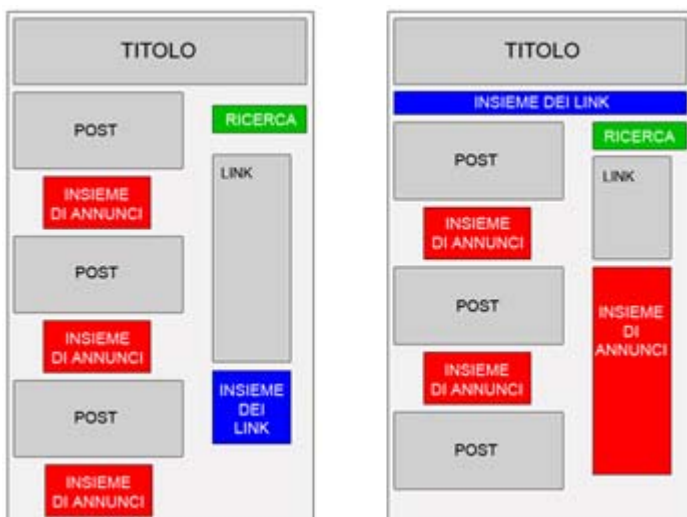 TITOLO
POST
RICERCA
LINK
INSIEME
DI ANNUNCI
POST
INSIEME
DI ANNUNCI
POST
INSIEME
DEI
LINK
INSIEME
DI ANNUNCI
TITOLO
INSIEME DEI LINK
POST
RICERCA
LINK
INSIEME
DI ANNUNCI
POST
INSIEME
DI
ANNUNCI
INSIEME
DI ANNUNCI
POST